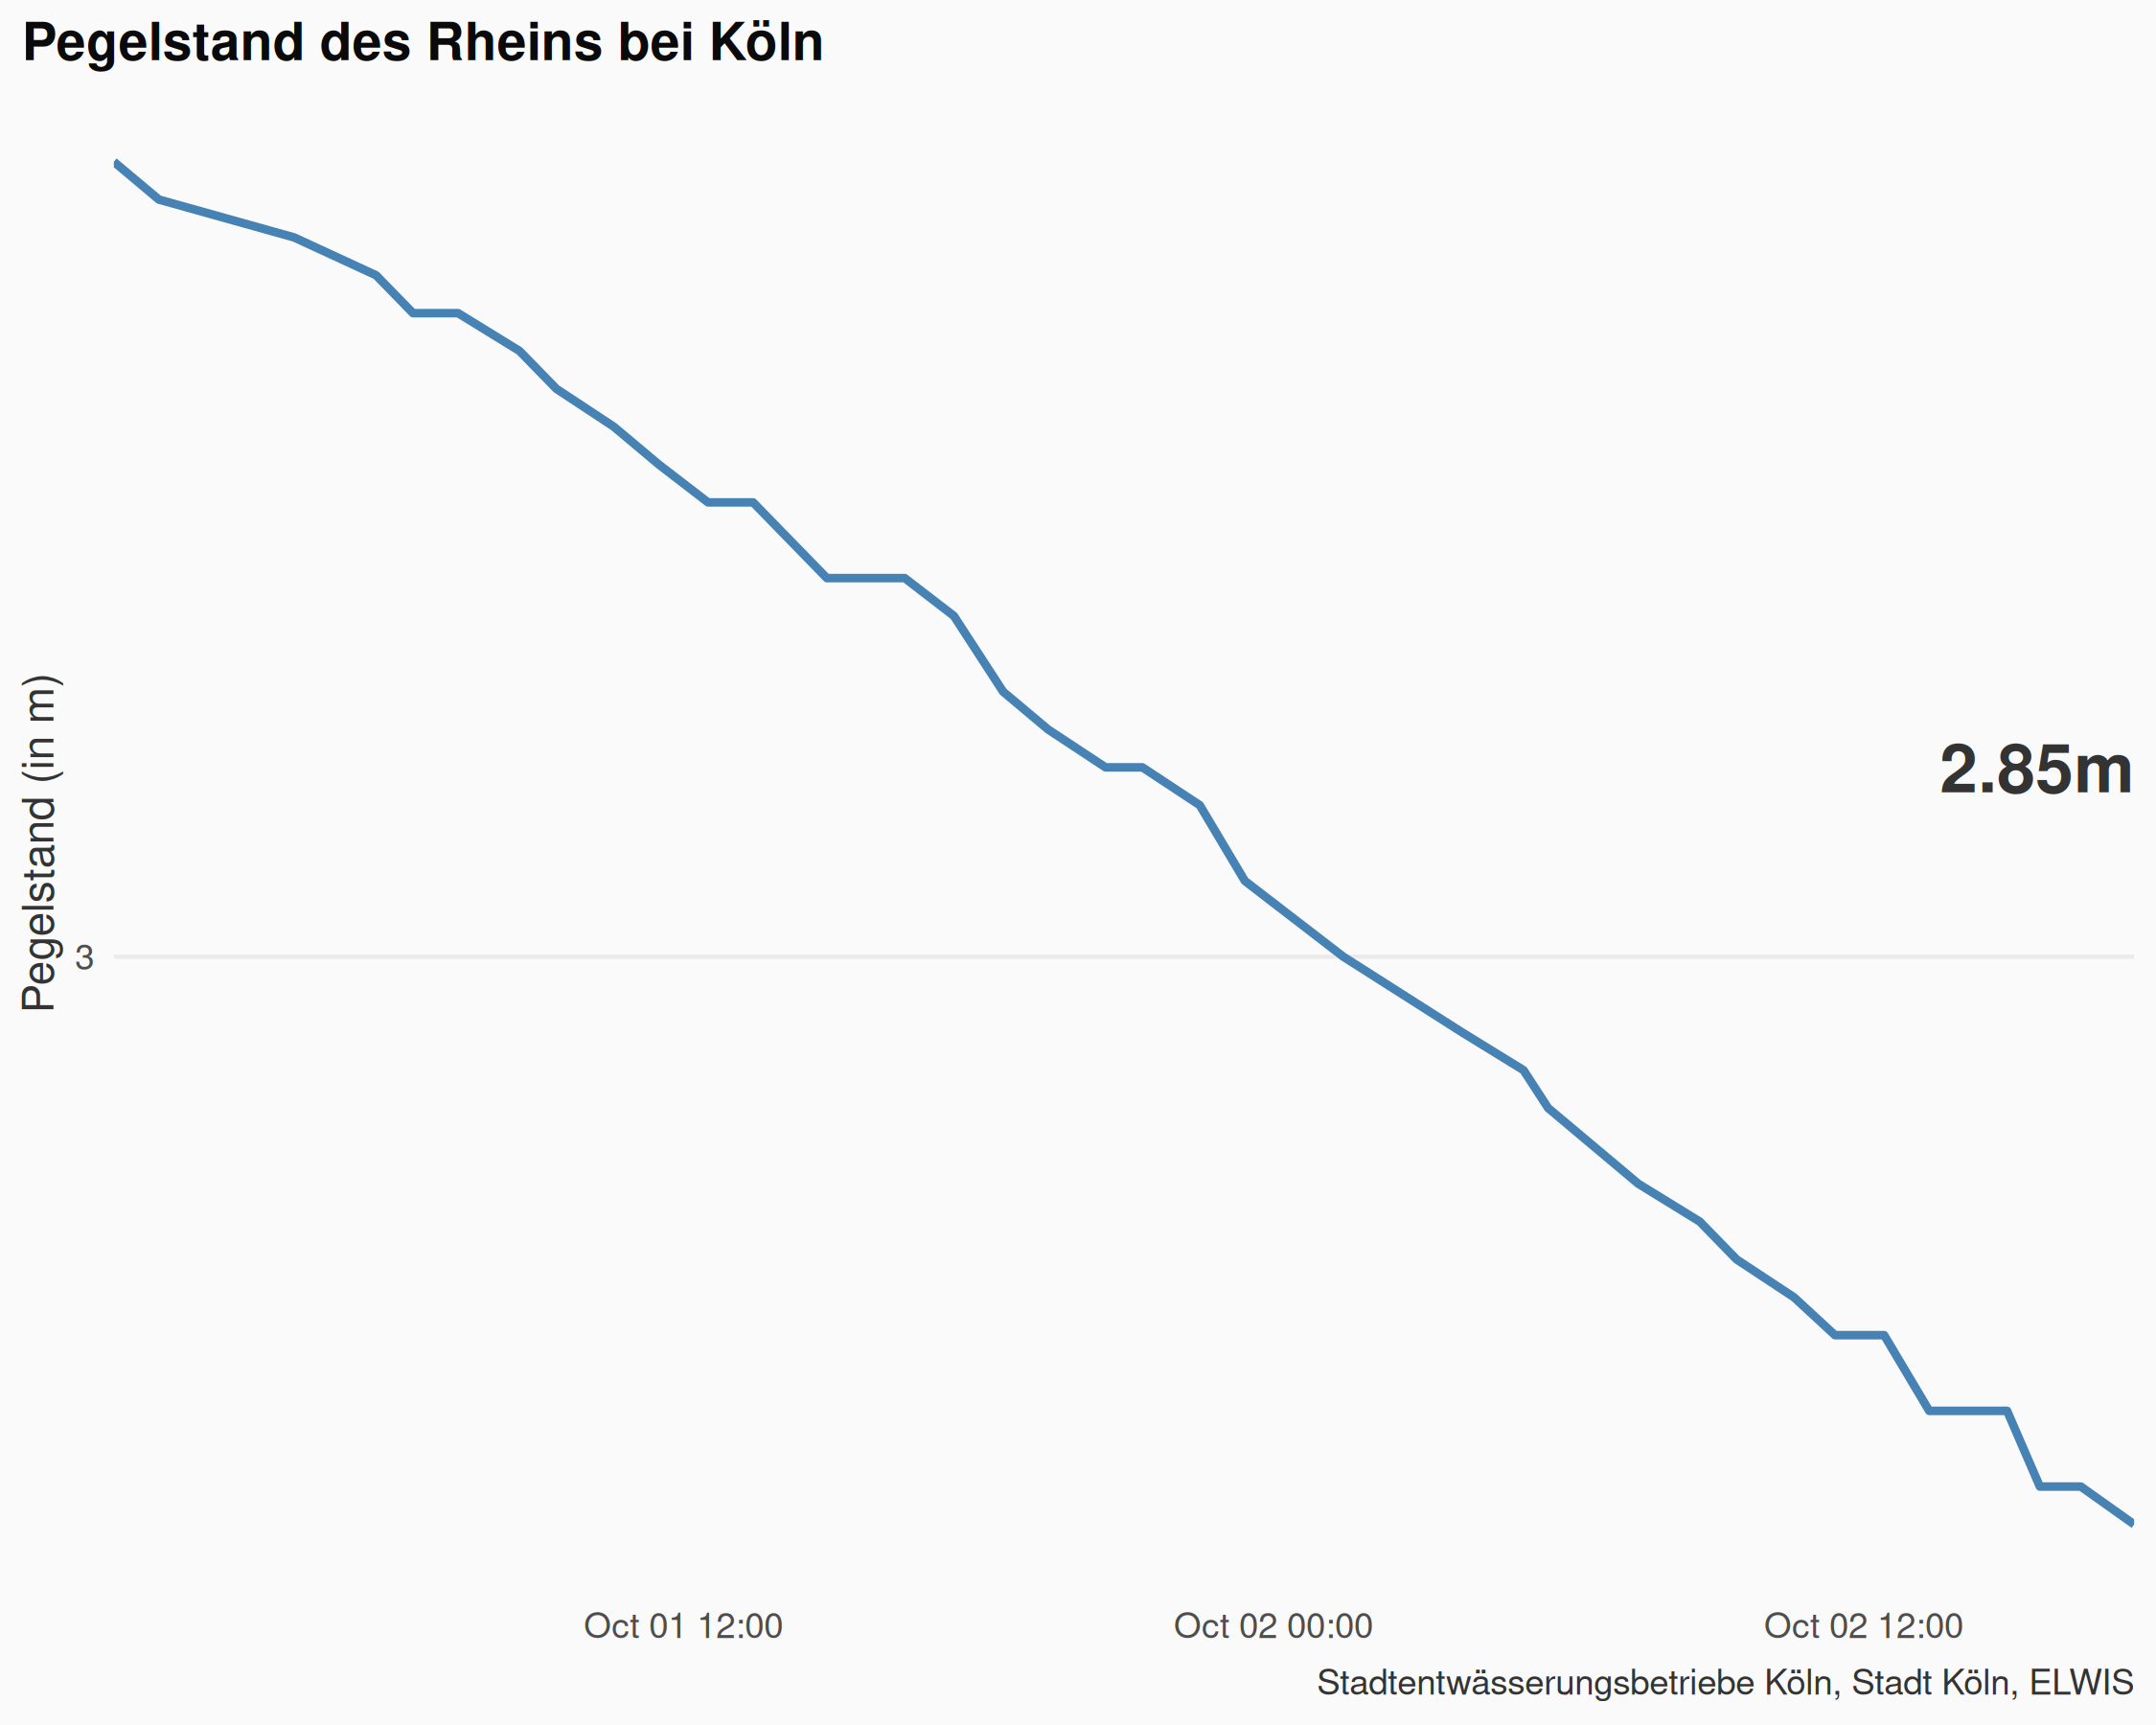 Pegelstand des Rheins bei Köln
Pegelstand (in m)
2.85m
3
Oct 01 12:00
Oct 02 00:00
Oct 02 12:00
Stadtentwässerungsbetriebe Köln, Stadt Köln, ELWIS